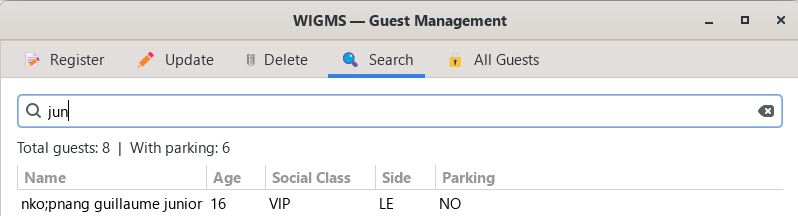 WIGMS — Guest Management
Register Update Delete Search All Guests
jun
Total guests: 8 | With parking: 6
Name Age Social Class Side Parking
nko;pnang guillaume junior 16 VIP LE NO